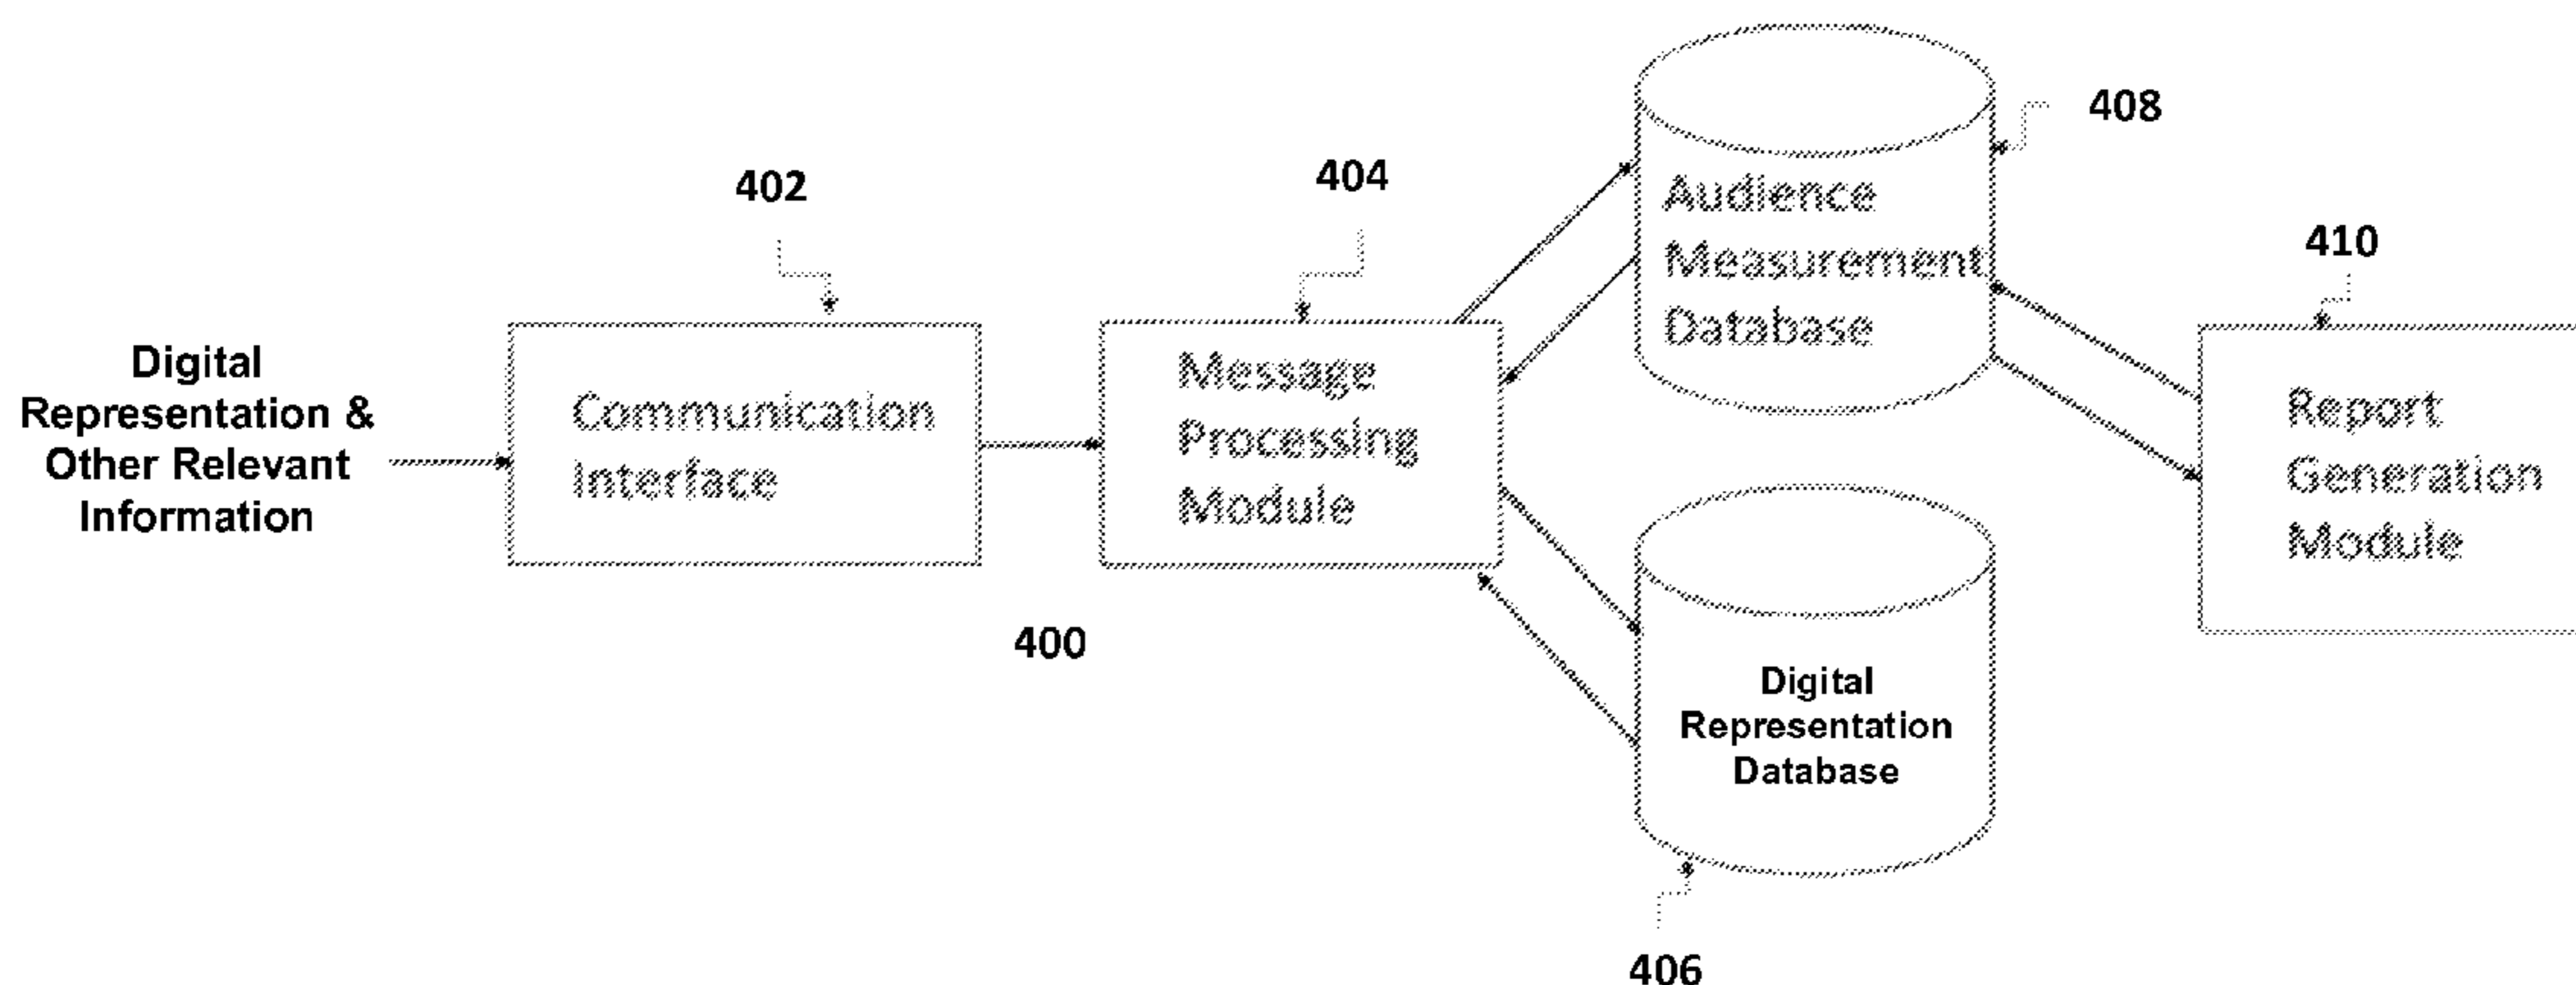 Digital
Representation &
Other Relevant
Information
402
Communication
Interface
400
404
Message
Processing
Module
408
Audience
Measurement
Database
Digital
Representation
Database
406
410
Report
Generation
Module